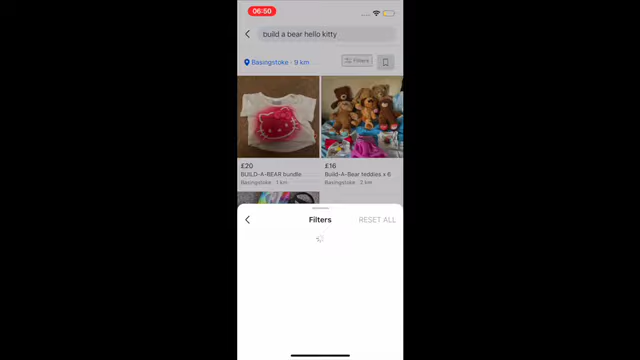 06:50
build a bear hello kitty
Basingstoke · 9 km
Filters
£20
BUILD-A-BEAR bundle
Basingstoke · 1 km
£16
Build-A-Bear teddies x 6
Basingstoke · 2 km
Filters
RESET ALL